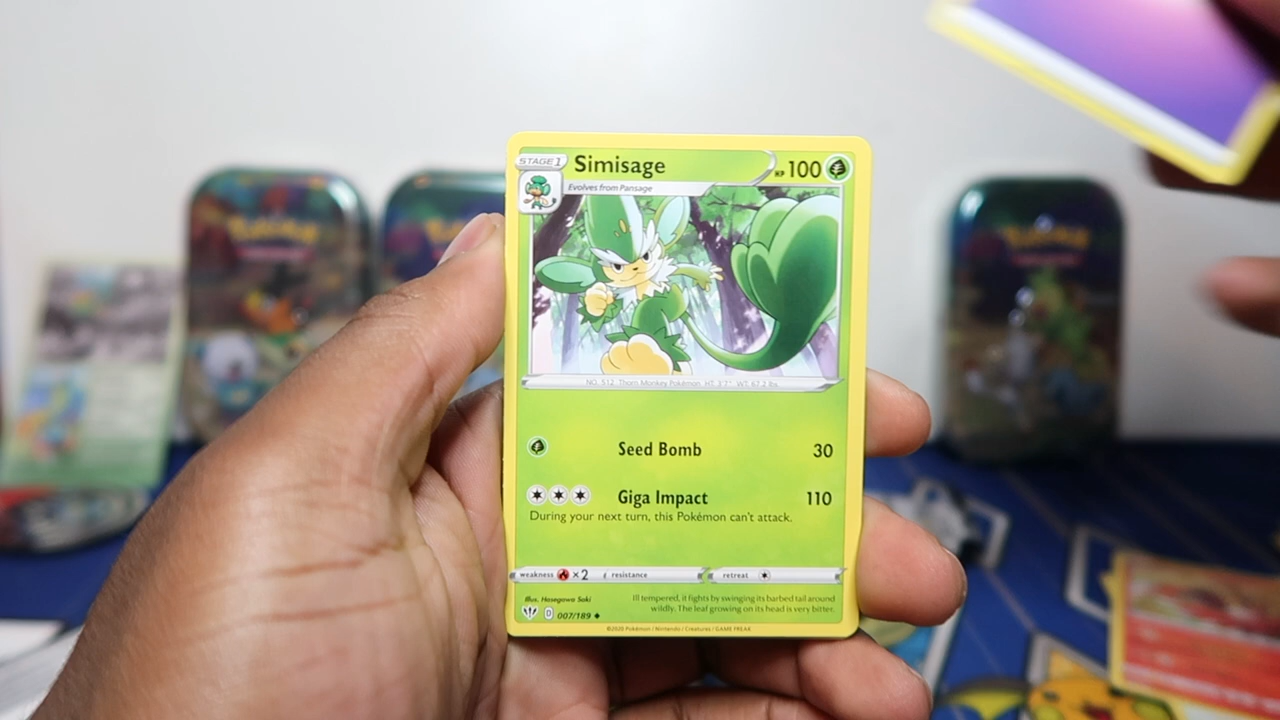 Pokémon
Pokémon
Pokémon
STAGE 1
Simisage
HP 100
Evolves from Pansage
NO. 512 Thorn Monkey Pokémon HT: 3'7" WT: 67.2 lbs.
Seed Bomb 30
Giga Impact 110
During your next turn, this Pokémon can't attack.
weakness ×2 resistance retreat
Illus. Hasegawa Saki
Ill tempered, it fights by swinging its barbed tail around
wildly. The leaf growing on its head is very bitter.
D 007/189
©2020 Pokémon / Nintendo / Creatures / GAME FREAK